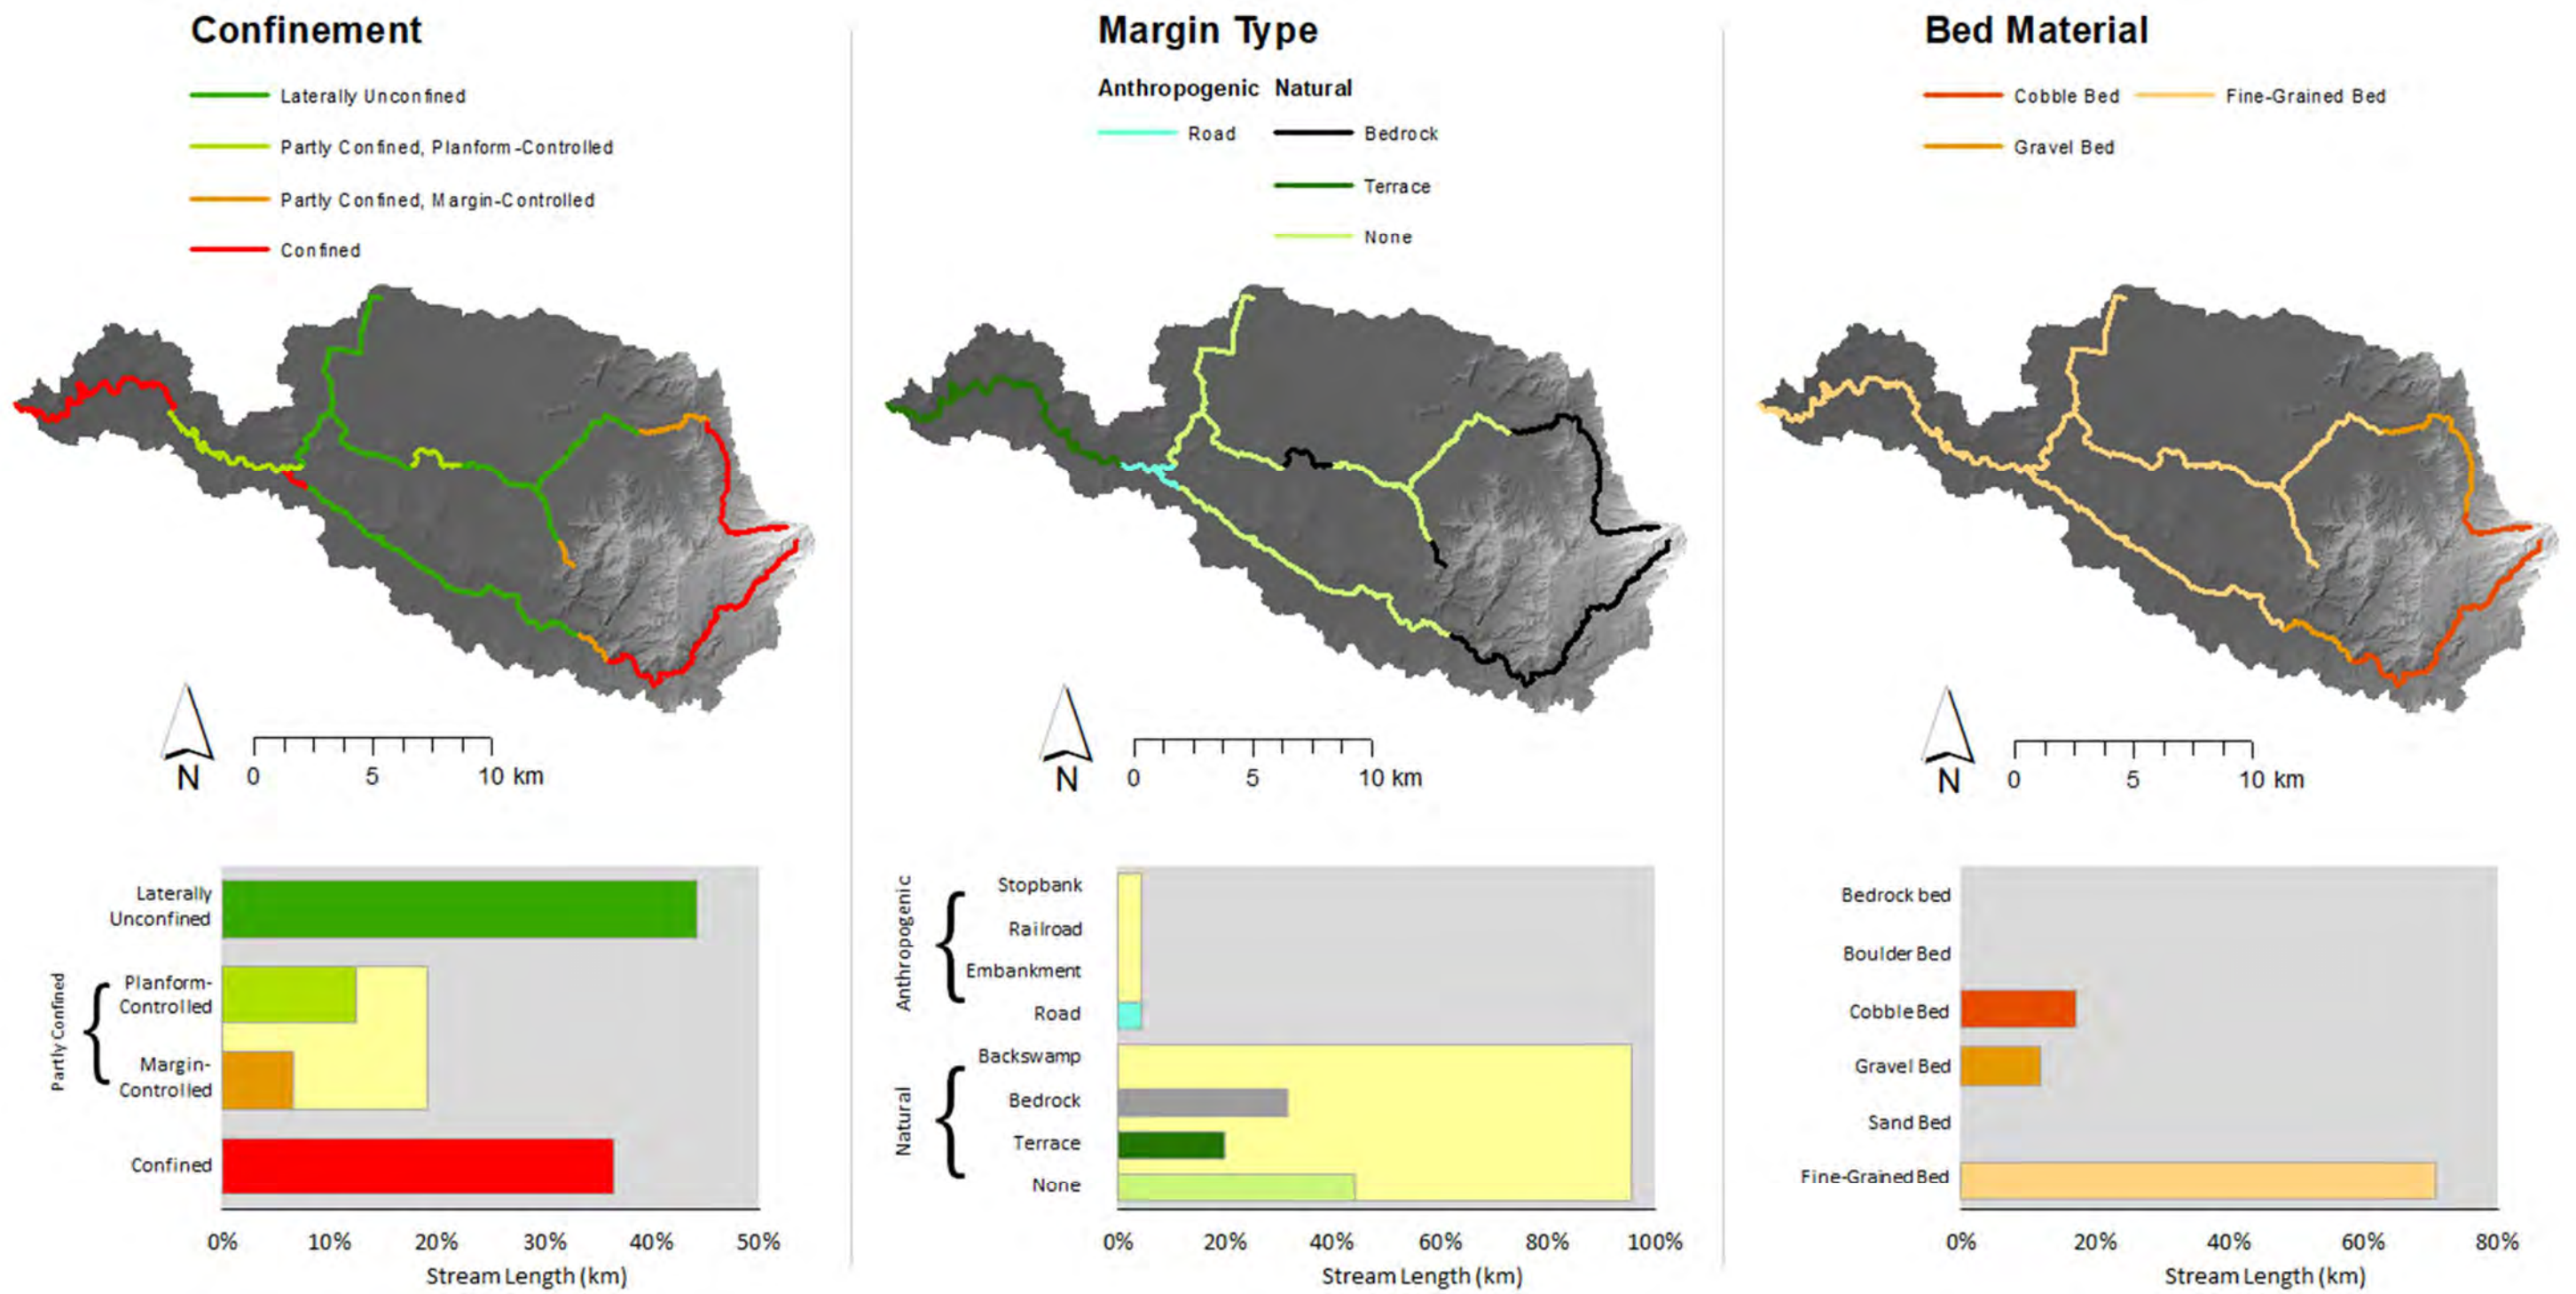 Confinement
Laterally Unconfined
Partly Confined, Planform-Controlled
Partly Confined, Margin-Controlled
Confined
N
0 5 10 km
Laterally
Unconfined
Partly Confined
Planform-
Controlled
Margin-
Controlled
Confined
0% 10% 20% 30% 40% 50%
Stream Length (km)
Margin Type
Anthropogenic Natural
Road Bedrock
Terrace
None
N
0 5 10 km
Anthropogenic
Stopbank
Railroad
Embankment
Road
Natural
Backswamp
Bedrock
Terrace
None
0% 20% 40% 60% 80% 100%
Stream Length (km)
Bed Material
Cobble Bed Fine-Grained Bed
Gravel Bed
N
0 5 10 km
Bedrock bed
Boulder Bed
Cobble Bed
Gravel Bed
Sand Bed
Fine-Grained Bed
0% 20% 40% 60% 80%
Stream Length (km)